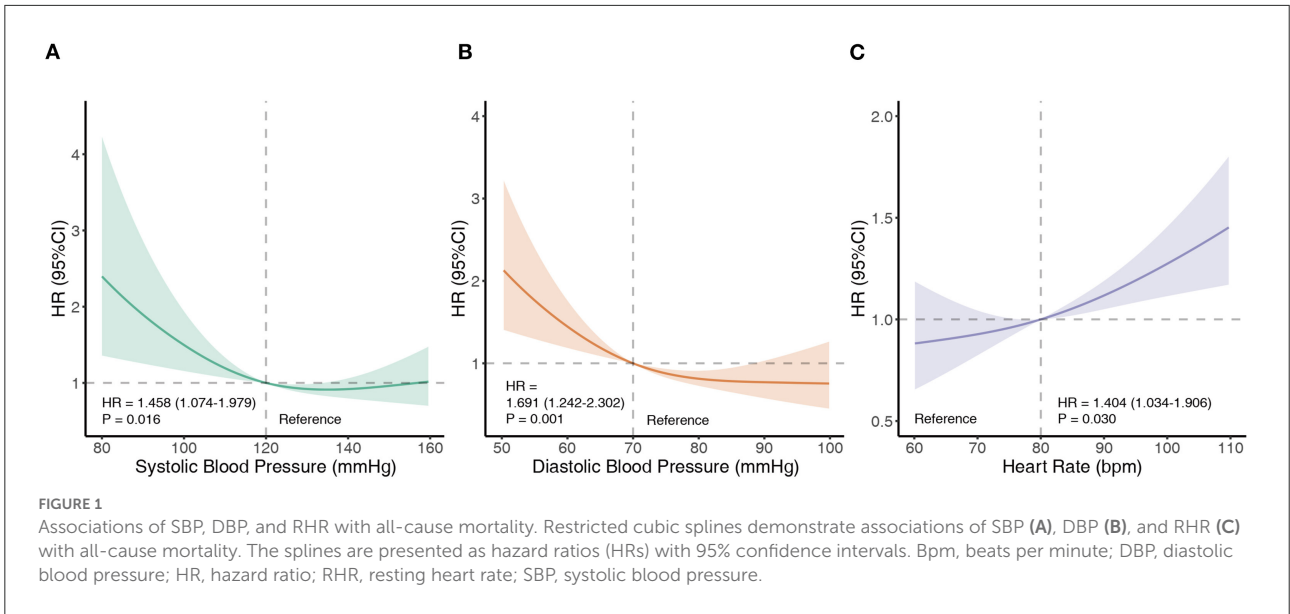 A
HR (95%CI)
4
3
2
1
HR = 1.458 (1.074-1.979)
P = 0.016
Reference
80 100 120 140 160
Systolic Blood Pressure (mmHg)
B
HR (95%CI)
4
3
2
1
HR =
1.691 (1.242-2.302)
P = 0.001
Reference
50 60 70 80 90 100
Diastolic Blood Pressure (mmHg)
C
HR (95%CI)
2.0
1.5
1.0
0.5
Reference
HR = 1.404 (1.034-1.906)
P = 0.030
60 70 80 90 100 110
Heart Rate (bpm)
FIGURE 1
Associations of SBP, DBP, and RHR with all-cause mortality. Restricted cubic splines demonstrate associations of SBP (A), DBP (B), and RHR (C)
with all-cause mortality. The splines are presented as hazard ratios (HRs) with 95% confidence intervals. Bpm, beats per minute; DBP, diastolic
blood pressure; HR, hazard ratio; RHR, resting heart rate; SBP, systolic blood pressure.